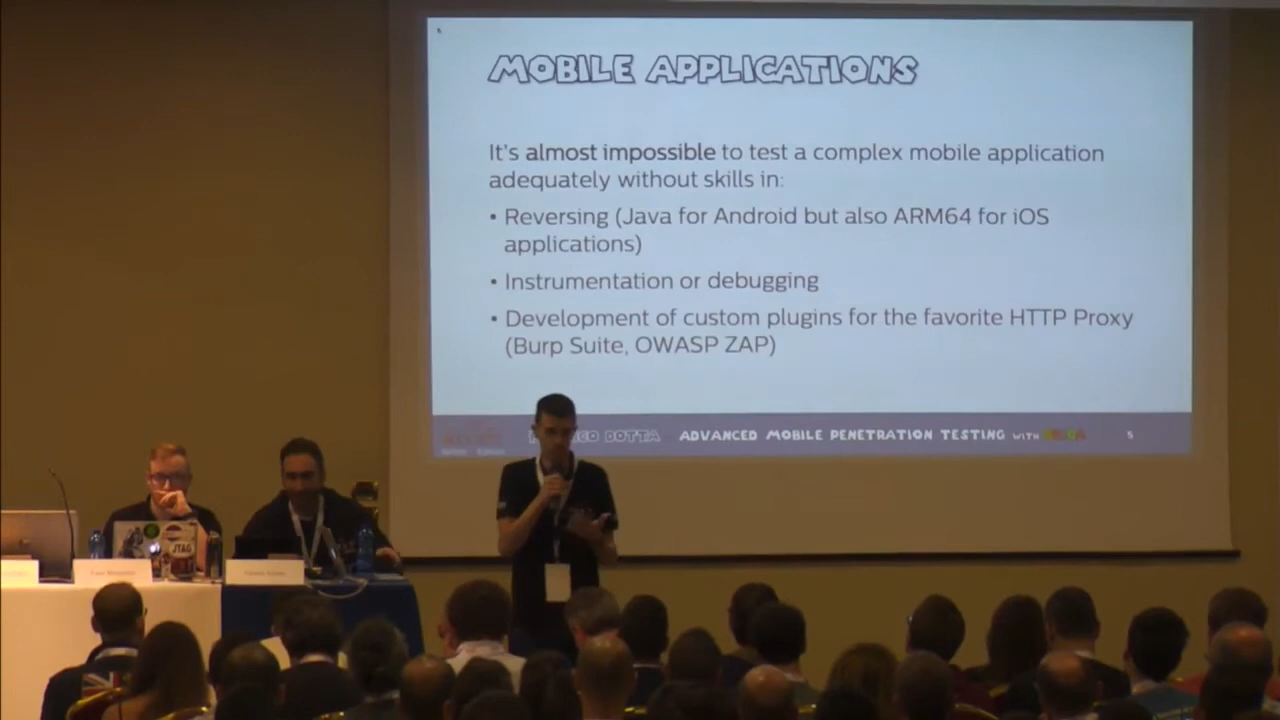 MOBILE APPLICATIONS
It's almost impossible to test a complex mobile application
adequately without skills in:
• Reversing (Java for Android but also ARM64 for iOS
applications)
• Instrumentation or debugging
• Development of custom plugins for the favorite HTTP Proxy
(Burp Suite, OWASP ZAP)
DOTTA ADVANCED MOBILE PENETRATION TESTING WITH 5
JTAG